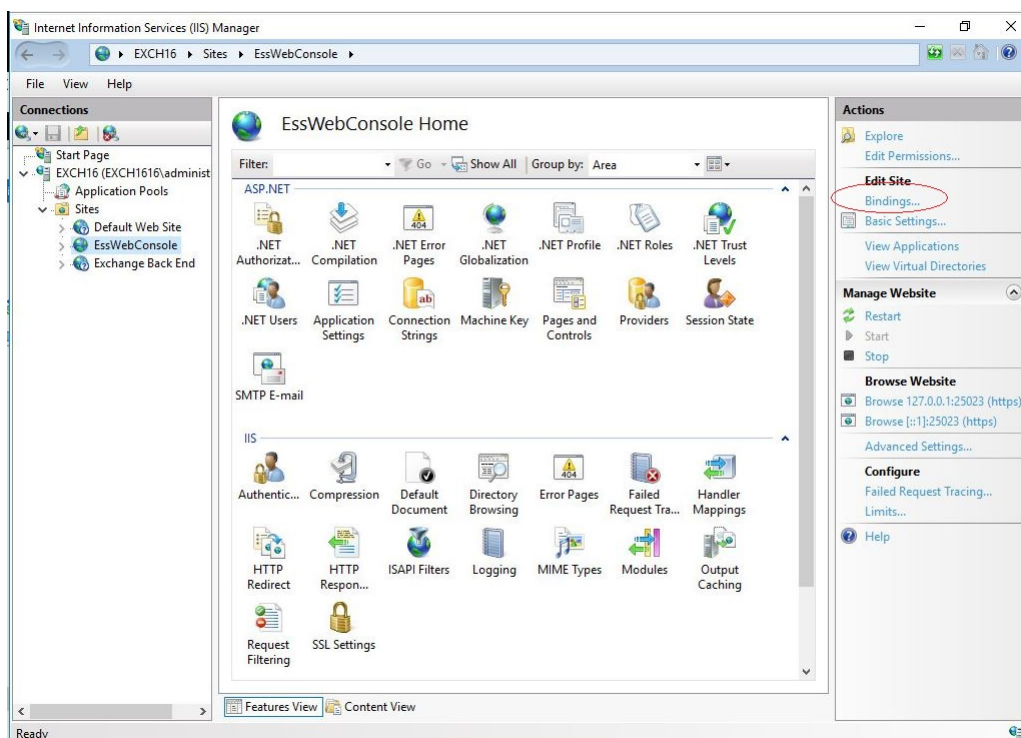 Internet Information Services (IIS) Manager
EXCH16 Sites EssWebConsole
File View Help
Connections
Start Page
EXCH16 (EXCH1616\administ
Application Pools
Sites
Default Web Site
EssWebConsole
Exchange Back End
EssWebConsole Home
Filter: Go Show All Group by: Area
ASP.NET
.NET Authorizat...
.NET Compilation
.NET Error Pages
.NET Globalization
.NET Profile
.NET Roles
.NET Trust Levels
.NET Users
Application Settings
Connection Strings
Machine Key
Pages and Controls
Providers
Session State
SMTP E-mail
IIS
Authentic...
Compression
Default Document
Directory Browsing
Error Pages
Failed Request Tra...
Handler Mappings
HTTP Redirect
HTTP Respon...
ISAPI Filters
Logging
MIME Types
Modules
Output Caching
Request Filtering
SSL Settings
Features View Content View
Actions
Explore
Edit Permissions...
Edit Site
Bindings...
Basic Settings...
View Applications
View Virtual Directories
Manage Website
Restart
Start
Stop
Browse Website
Browse 127.0.0.1:25023 (https)
Browse [::1]:25023 (https)
Advanced Settings...
Configure
Failed Request Tracing...
Limits...
Help
Ready